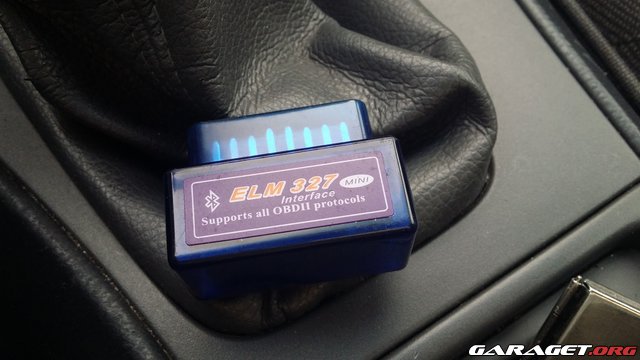 ELM 327 MINI
Interface
Supports all OBDII protocols
GARAGET.ORG